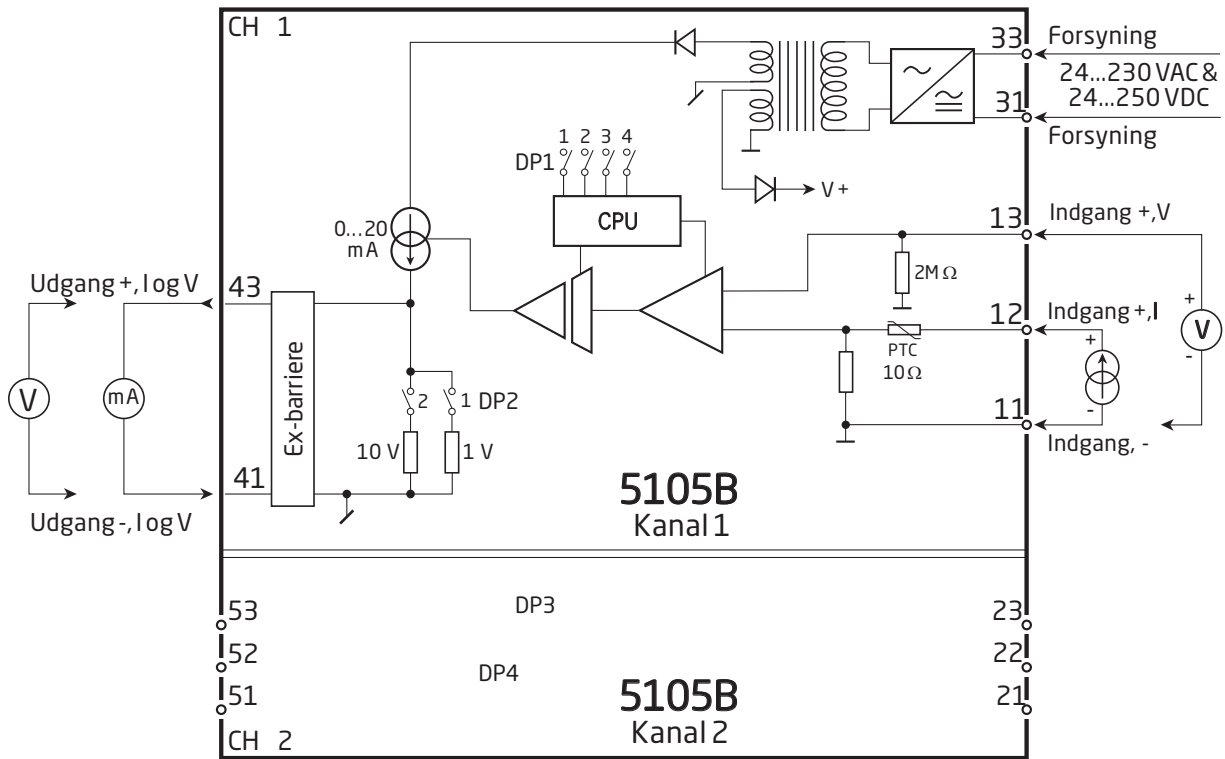 CH 1
33
Forsyning
24...230 VAC &
24...250 VDC
31
Forsyning
1 2 3 4
DP1
V +
CPU
0...20
mA
13
Indgang +,V
2M Ω
Udgang +, I og V
43
12
Indgang +,I
PTC
10 Ω
+
V
-
+
-
V
mA
Ex-barriere
2
1
DP2
10 V
1 V
11
Indgang, -
41
Udgang -, I og V
5105B
Kanal 1
53
DP3
23
52
DP4
22
51
5105B
21
Kanal 2
CH 2